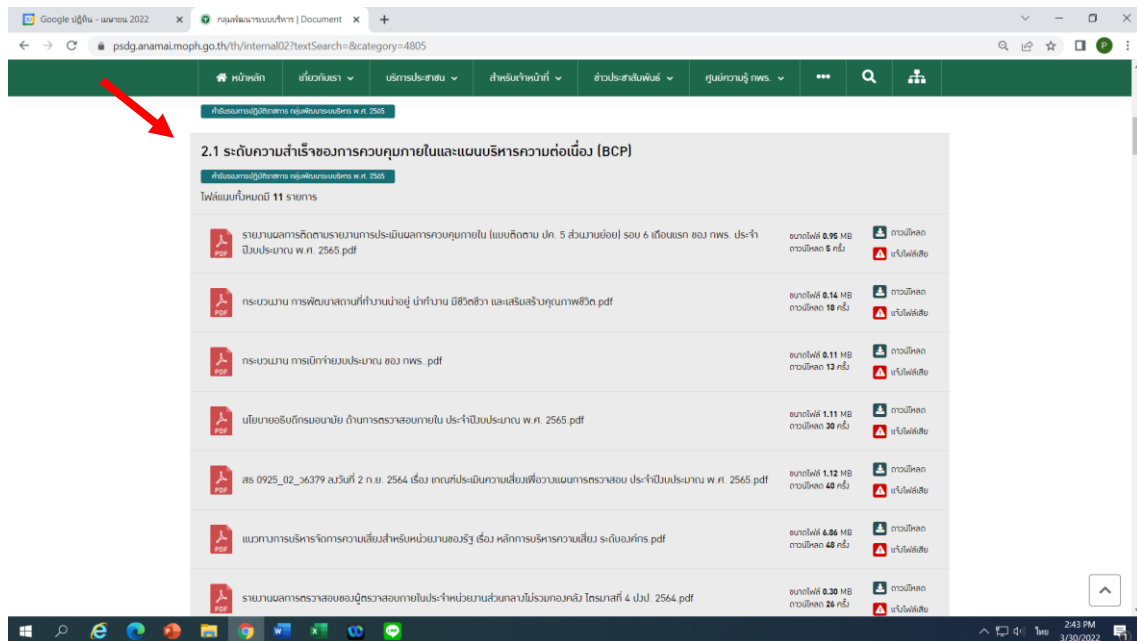 Google ปฏิทิน - เมษายน 2022
กลุ่มพัฒนาระบบบริหาร | Document
psdg.anamai.moph.go.th/th/internal02?textSearch=&category=4805
P
หน้าหลัก เกี่ยวกับเรา บริการประชาชน สำหรับเจ้าหน้าที่ ข่าวประชาสัมพันธ์ ศูนย์ความรู้ กพร.
คำรับรองการปฏิบัติราชการ กลุ่มพัฒนาระบบบริหาร พ.ศ. 2565
2.1 ระดับความสำเร็จของการควบคุมภายในและแผนบริหารความต่อเนื่อง (BCP)
คำรับรองการปฏิบัติราชการ กลุ่มพัฒนาระบบบริหาร พ.ศ. 2565
ไฟล์แนบทั้งหมดมี 11 รายการ
PDF
รายงานผลการติดตามรายงานการประเมินผลการควบคุมภายใน (แบบติดตาม ปค. 5 ส่วนงานย่อย) รอบ 6 เดือนแรก ของ กพร. ประจำ
ปีงบประมาณ พ.ศ. 2565.pdf
ขนาดไฟล์ 0.95 MB
ดาวน์โหลด 5 ครั้ง
ดาวน์โหลด
แจ้งไฟล์เสีย
PDF
กระบวนงาน การพัฒนาสถานที่ทำงานน่าอยู่ น่าทำงาน มีชีวิตชีวา และเสริมสร้างคุณภาพชีวิต.pdf
ขนาดไฟล์ 0.14 MB
ดาวน์โหลด 18 ครั้ง
ดาวน์โหลด
แจ้งไฟล์เสีย
PDF
กระบวนงาน การเบิกจ่ายงบประมาณ ของ กพร..pdf
ขนาดไฟล์ 0.11 MB
ดาวน์โหลด 13 ครั้ง
ดาวน์โหลด
แจ้งไฟล์เสีย
PDF
นโยบายอธิบดีกรมอนามัย ด้านการตรวจสอบภายใน ประจำปีงบประมาณ พ.ศ. 2565.pdf
ขนาดไฟล์ 1.11 MB
ดาวน์โหลด 30 ครั้ง
ดาวน์โหลด
แจ้งไฟล์เสีย
PDF
สธ 0925_02_ว6379 ลงวันที่ 2 ก.ย. 2564 เรื่อง เกณฑ์ประเมินความเสี่ยงเพื่อวางแผนการตรวจสอบ ประจำปีงบประมาณ พ.ศ. 2565.pdf
ขนาดไฟล์ 1.12 MB
ดาวน์โหลด 40 ครั้ง
ดาวน์โหลด
แจ้งไฟล์เสีย
PDF
แนวทางการบริหารจัดการความเสี่ยงสำหรับหน่วยงานของรัฐ เรื่อง หลักการบริหารความเสี่ยง ระดับองค์กร.pdf
ขนาดไฟล์ 6.86 MB
ดาวน์โหลด 48 ครั้ง
ดาวน์โหลด
แจ้งไฟล์เสีย
PDF
รายงานผลการตรวจสอบของผู้ตรวจสอบภายในประจำหน่วยงานส่วนกลางไม่รวมกองคลัง ไตรมาสที่ 4 ปงป. 2564.pdf
ขนาดไฟล์ 0.30 MB
ดาวน์โหลด 26 ครั้ง
ดาวน์โหลด
แจ้งไฟล์เสีย
ไทย
2:43 PM
3/30/2022